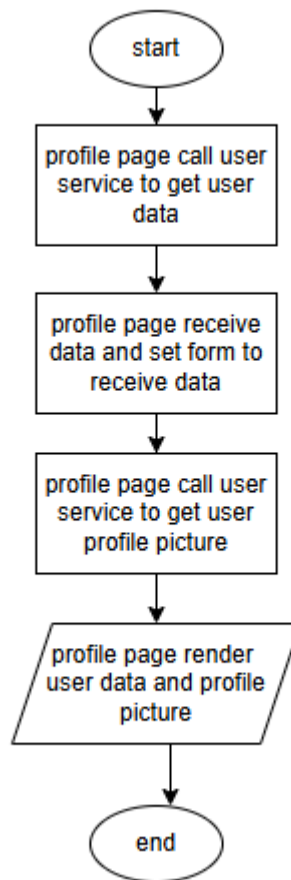 start
profile page call user
service to get user
data
profile page receive
data and set form to
receive data
profile page call user
service to get user
profile picture
profile page render
user data and profile
picture
end